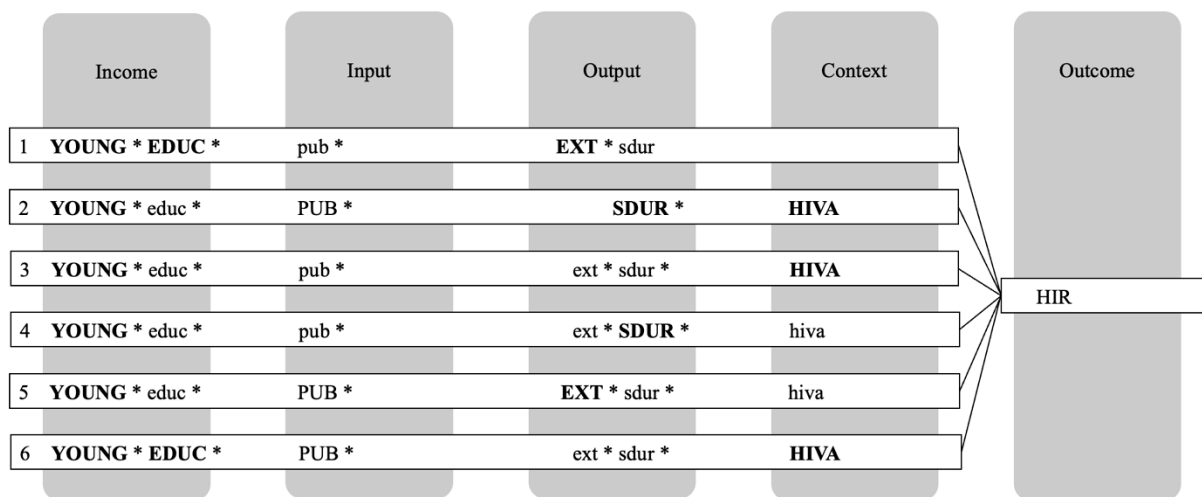 Income Input Output Context Outcome
1 YOUNG * EDUC * pub * EXT * sdur
2 YOUNG * educ * PUB * SDUR * HIVA
3 YOUNG * educ * pub * ext * sdur * HIVA
HIR
4 YOUNG * educ * pub * ext * SDUR * hiva
5 YOUNG * educ * PUB * EXT * sdur * hiva
6 YOUNG * EDUC * PUB * ext * sdur * HIVA